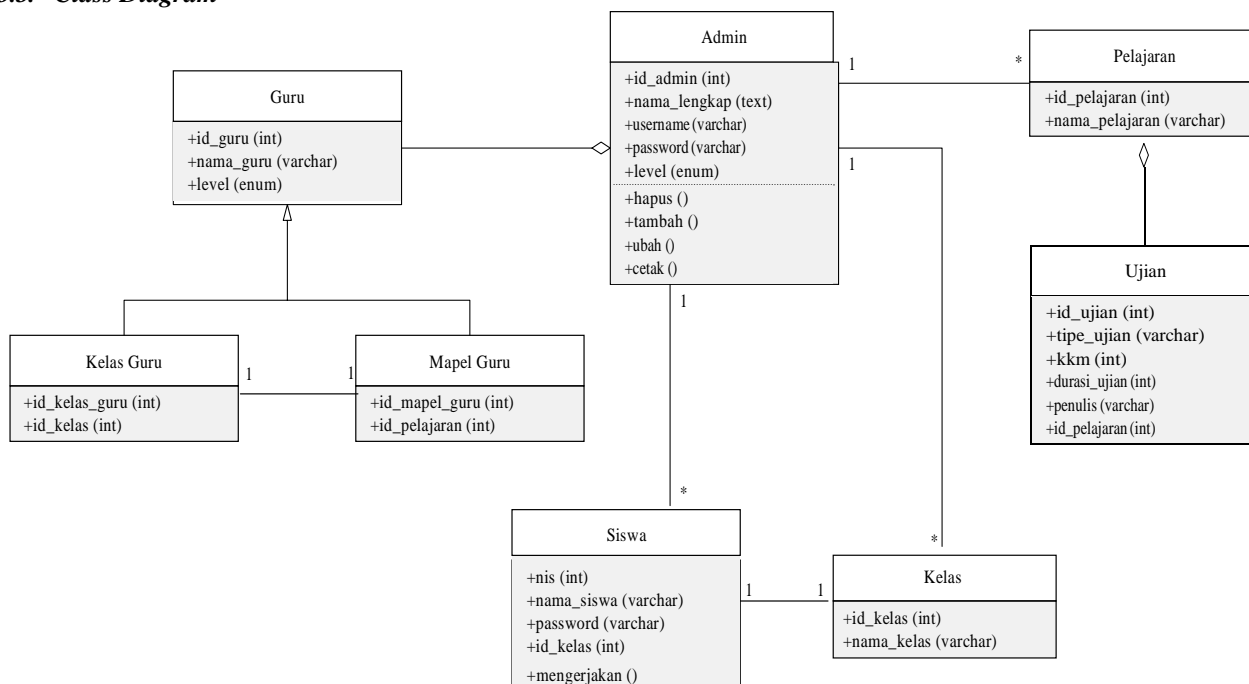 Class Diagram
Guru
+id_guru (int)
+nama_guru (varchar)
+level (enum)
Admin
+id_admin (int)
+nama_lengkap (text)
+username (varchar)
+password (varchar)
+level (enum)
+hapus ()
+tambah ()
+ubah ()
+cetak ()
1
*
1
1
*
*
Pelajaran
+id_pelajaran (int)
+nama_pelajaran (varchar)
Ujian
+id_ujian (int)
+tipe_ujian (varchar)
+kkm (int)
+durasi_ujian (int)
+penulis (varchar)
+id_pelajaran (int)
Kelas Guru
+id_kelas_guru (int)
+id_kelas (int)
1
1
Mapel Guru
+id_mapel_guru (int)
+id_pelajaran (int)
Siswa
+nis (int)
+nama_siswa (varchar)
+password (varchar)
+id_kelas (int)
+mengerjakan ()
1
1
Kelas
+id_kelas (int)
+nama_kelas (varchar)